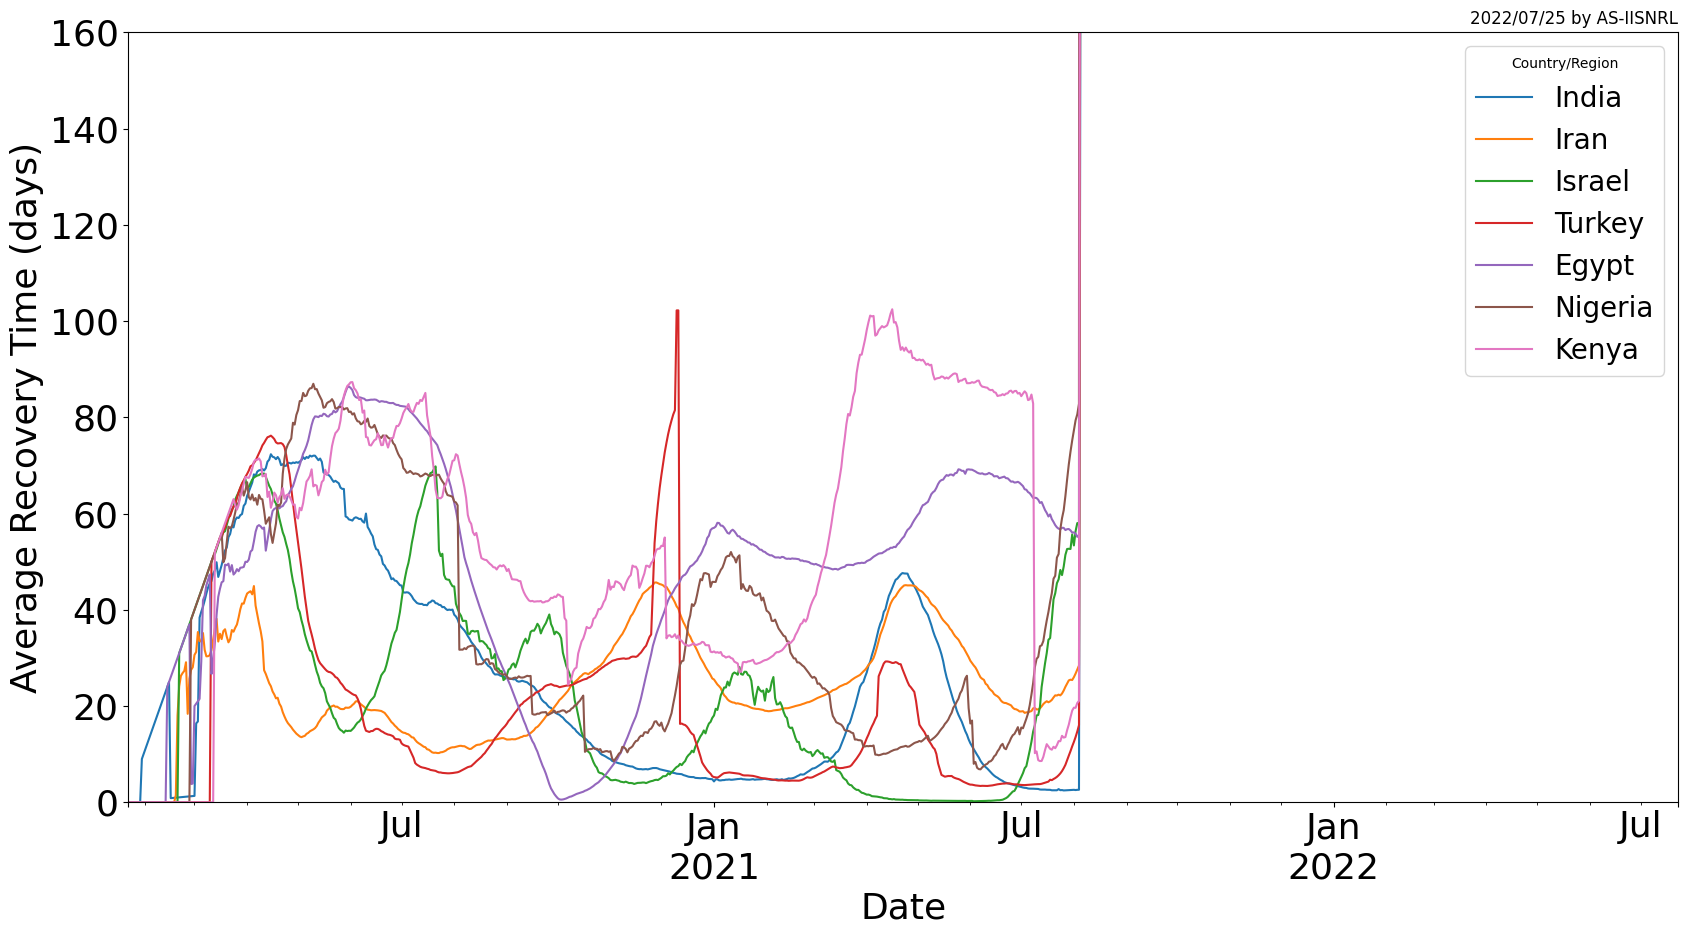 2022/07/25 by AS-IISNRL
160
140
120
100
80
60
40
20
0
Average Recovery Time (days)
Country/Region
India
Iran
Israel
Turkey
Egypt
Nigeria
Kenya
Jul
Jan
2021
Jul
Jan
2022
Jul
Date